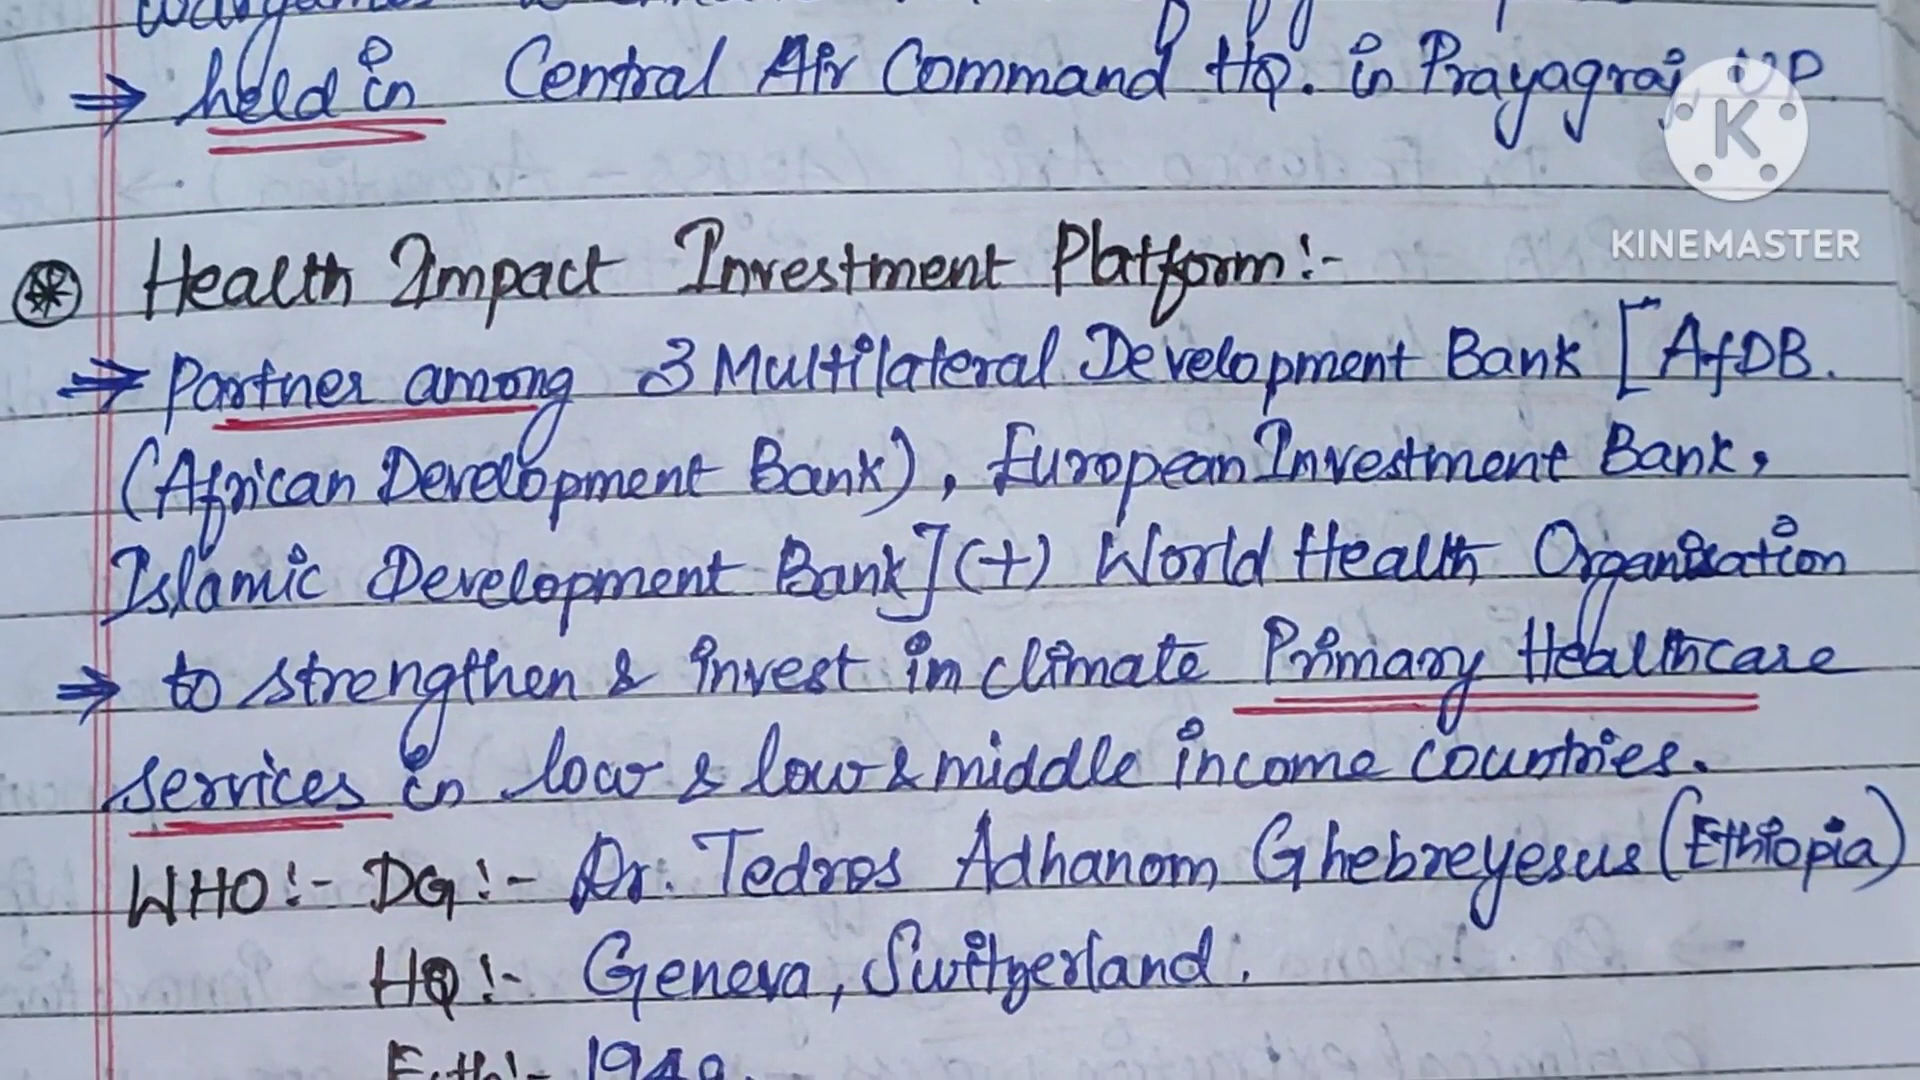 ⇒ held in Central Air Command HQ. in Prayagraj, UP.
K
KINEMASTER
Health Impact Investment Platform:-
⇒ Partner among 3 Multilateral Development Bank [AfDB.
(African Development Bank), European Investment Bank,
Islamic Development Bank] (+) World Health Organisation
⇒ to strengthen & invest in climate Primary Healthcare
services in low & low & middle income countries.
WHO:- DG:- Dr. Tedros Adhanom Ghebreyesus (Ethiopia)
HQ:- Geneva, Switzerland.